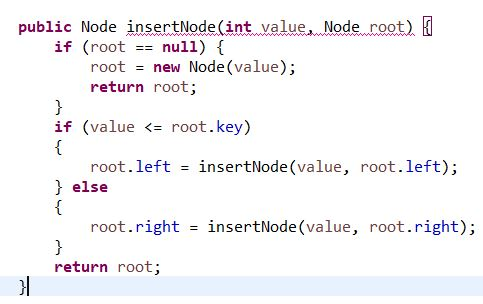 public Node insertNode(int value, Node root) {
    if (root == null) {
        root = new Node(value);
        return root;
    }
    if (value <= root.key)
    {
        root.left = insertNode(value, root.left);
    } else
    {
        root.right = insertNode(value, root.right);
    }
    return root;
}